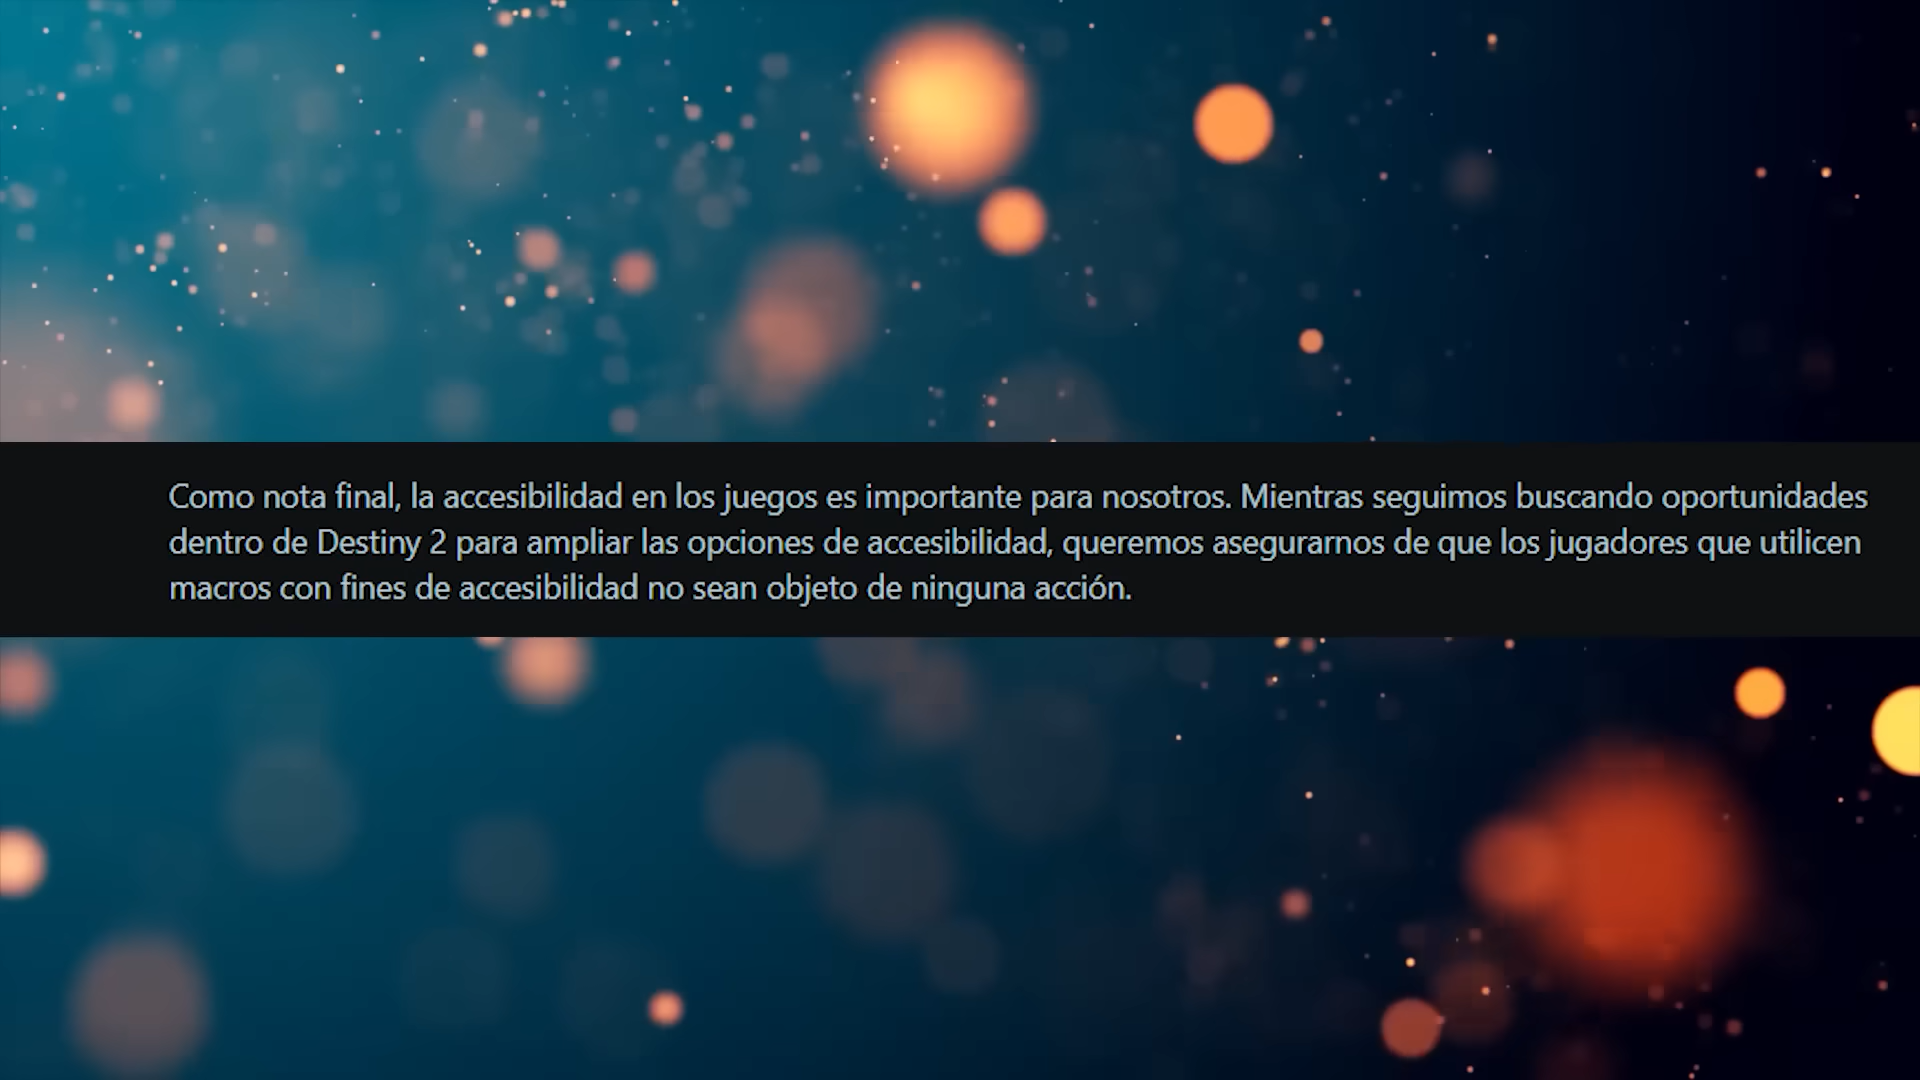 Como nota final, la accesibilidad en los juegos es importante para nosotros. Mientras seguimos buscando oportunidades
dentro de Destiny 2 para ampliar las opciones de accesibilidad, queremos asegurarnos de que los jugadores que utilicen
macros con fines de accesibilidad no sean objeto de ninguna acción.